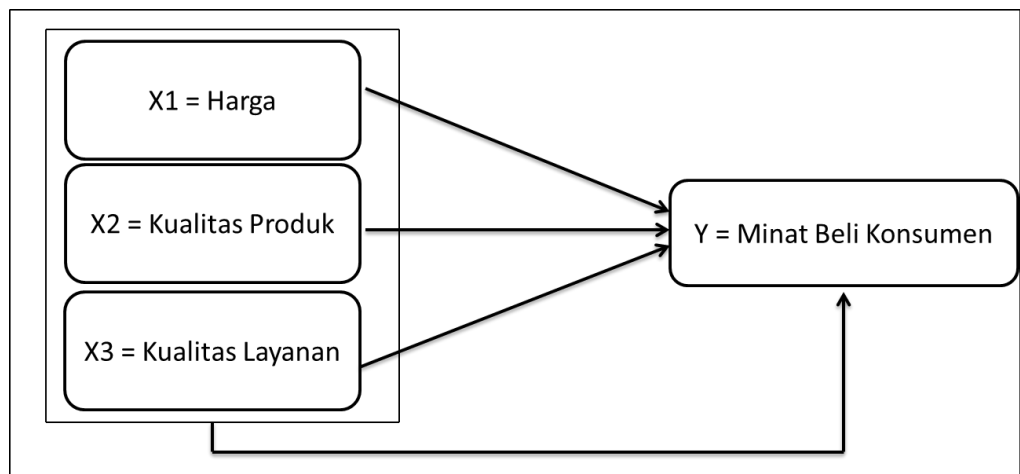 X1 = Harga
X2 = Kualitas Produk
Y = Minat Beli Konsumen
X3 = Kualitas Layanan